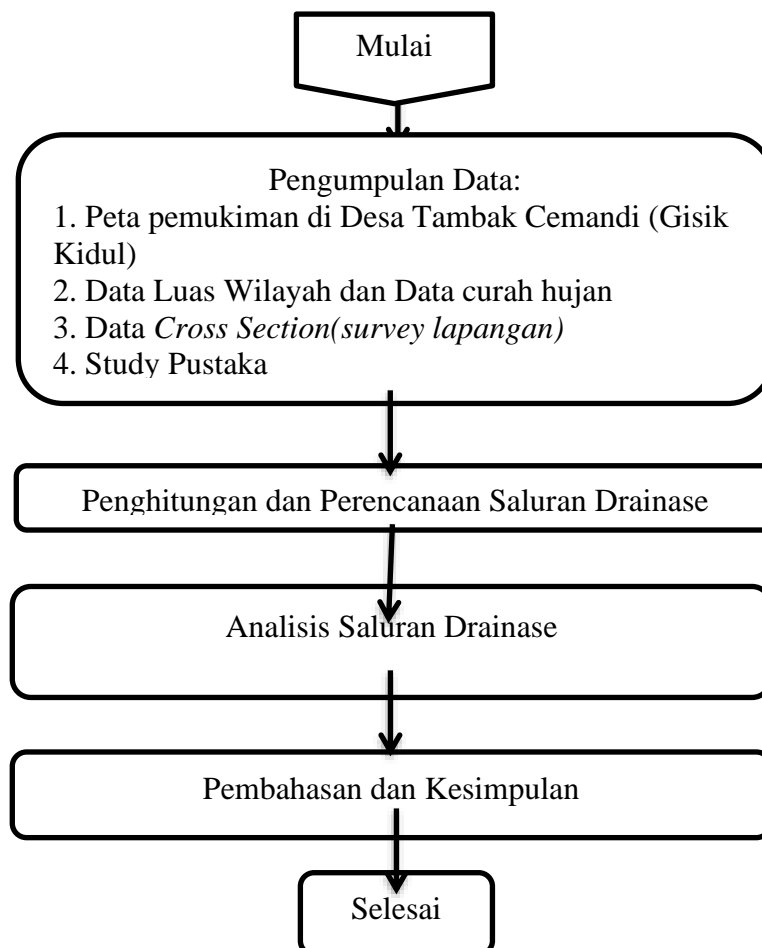 Mulai
Pengumpulan Data:
1. Peta pemukiman di Desa Tambak Cemandi (Gisik
Kidul)
2. Data Luas Wilayah dan Data curah hujan
3. Data Cross Section(survey lapangan)
4. Study Pustaka
Penghitungan dan Perencanaan Saluran Drainase
Analisis Saluran Drainase
Pembahasan dan Kesimpulan
Selesai